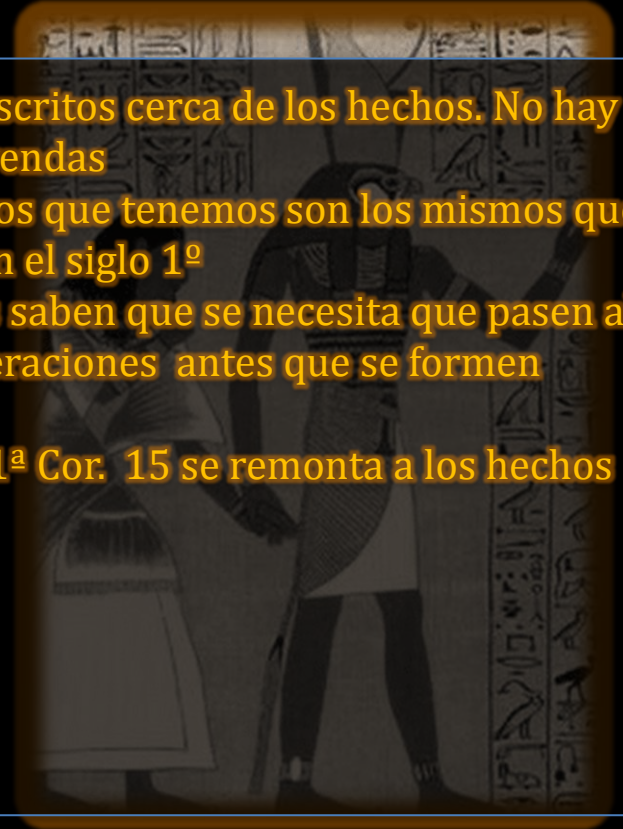 scritos cerca de los hechos. No hay
endas
os que tenemos son los mismos que
n el siglo 1º
saben que se necesita que pasen a
eraciones antes que se formen
1ª Cor. 15 se remonta a los hechos